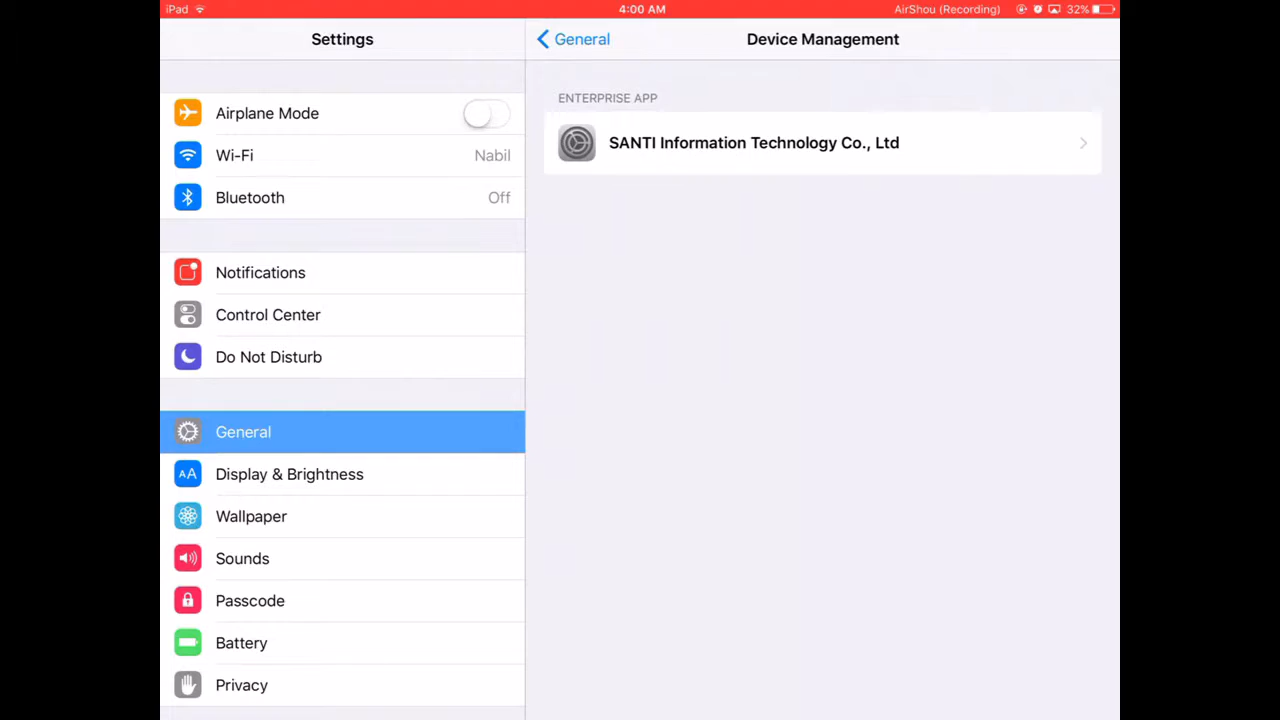 iPad 4:00 AM AirShou (Recording) 32%
Settings
General
Device Management
Airplane Mode
Wi-Fi Nabil
Bluetooth Off
Notifications
Control Center
Do Not Disturb
General
AA Display & Brightness
Wallpaper
Sounds
Passcode
Battery
Privacy
ENTERPRISE APP
SANTI Information Technology Co., Ltd